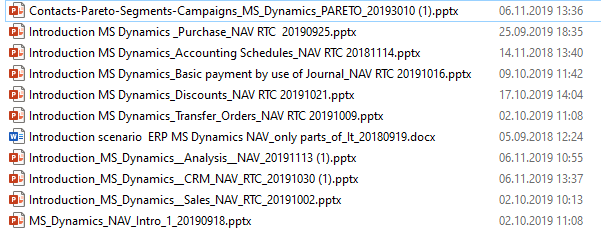 Contacts-Pareto-Segments-Campaigns_MS_Dynamics_PARETO_20193010 (1).pptx 06.11.2019 13:36
Introduction MS Dynamics _Purchase_NAV RTC  20190925.pptx 25.09.2019 18:35
Introduction MS Dynamics_Accounting Schedules_NAV RTC 20181114.pptx 14.11.2018 13:40
Introduction MS Dynamics_Basic payment by use of Journal_NAV RTC 20191016.pptx 09.10.2019 11:42
Introduction MS Dynamics_Discounts_NAV RTC 20191021.pptx 17.10.2019 14:04
Introduction MS Dynamics_Transfer_Orders_NAV RTC 20191009.pptx 02.10.2019 11:08
Introduction scenario  ERP MS Dynamics NAV_only parts_of_It_20180919.docx 05.09.2018 12:24
Introduction_MS_Dynamics__Analysis__NAV_20191113 (1).pptx 06.11.2019 10:55
Introduction_MS_Dynamics__CRM_NAV_RTC_20191030 (1).pptx 06.11.2019 13:37
Introduction_MS_Dynamics__Sales_NAV_RTC_20191002.pptx 02.10.2019 10:13
MS_Dynamics_NAV_Intro_1_20190918.pptx 02.10.2019 11:08